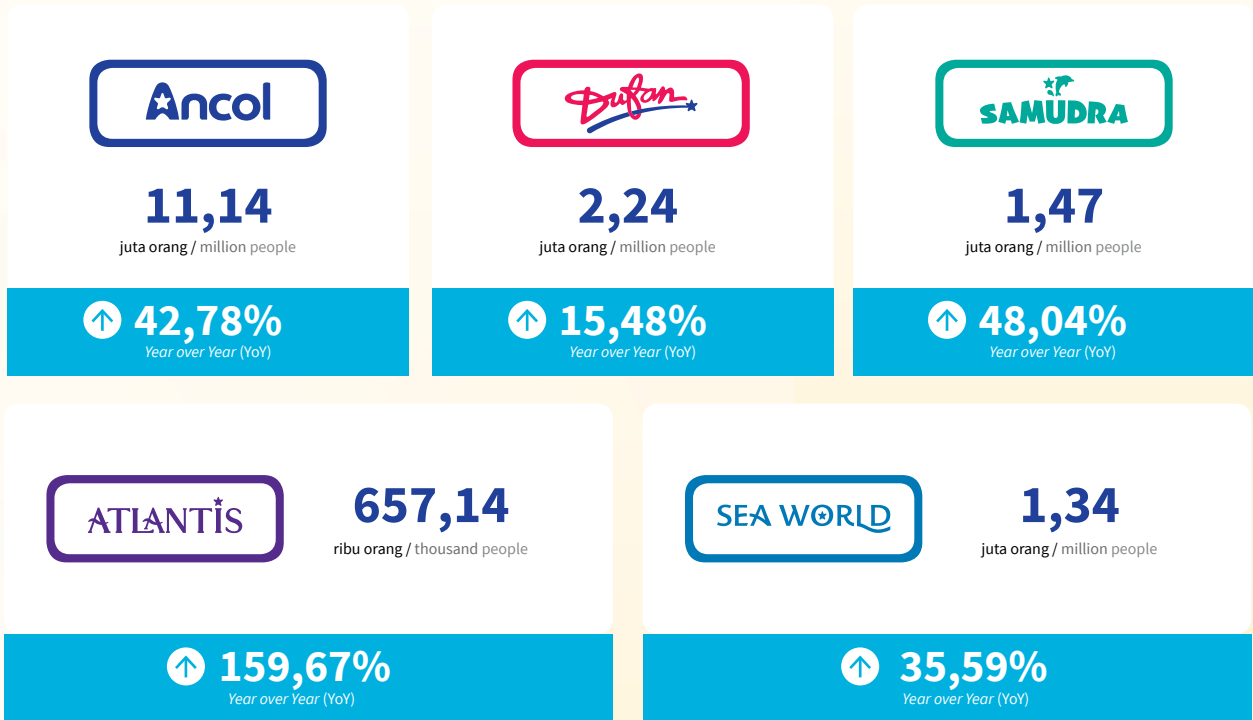 Ancol
11,14
juta orang / million people
42,78%
Year over Year (YoY)
Dufan
2,24
juta orang / million people
15,48%
Year over Year (YoY)
SAMUDRA
1,47
juta orang / million people
48,04%
Year over Year (YoY)
ATLANTIS
657,14
ribu orang / thousand people
159,67%
Year over Year (YoY)
SEA WORLD
1,34
juta orang / million people
35,59%
Year over Year (YoY)